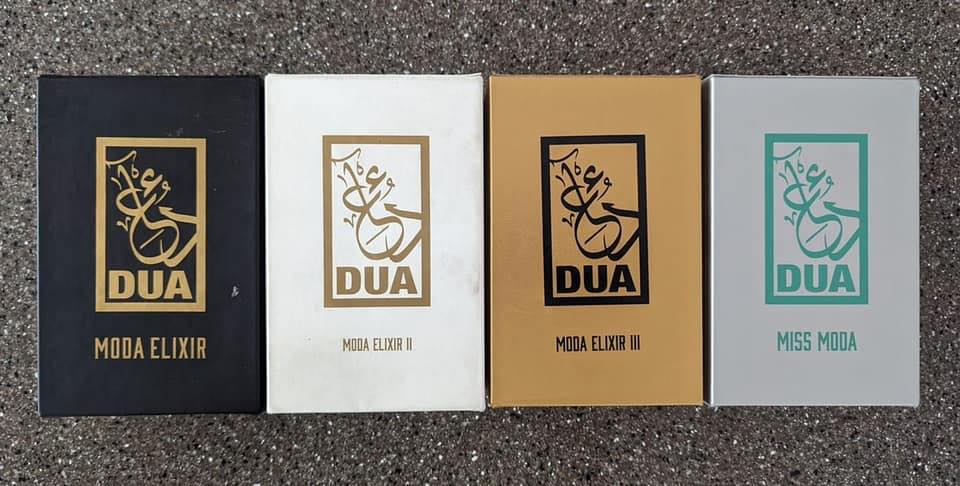 DUA
MODA ELIXIR
DUA
MODA ELIXIR II
DUA
MODA ELIXIR III
DUA
MISS MODA